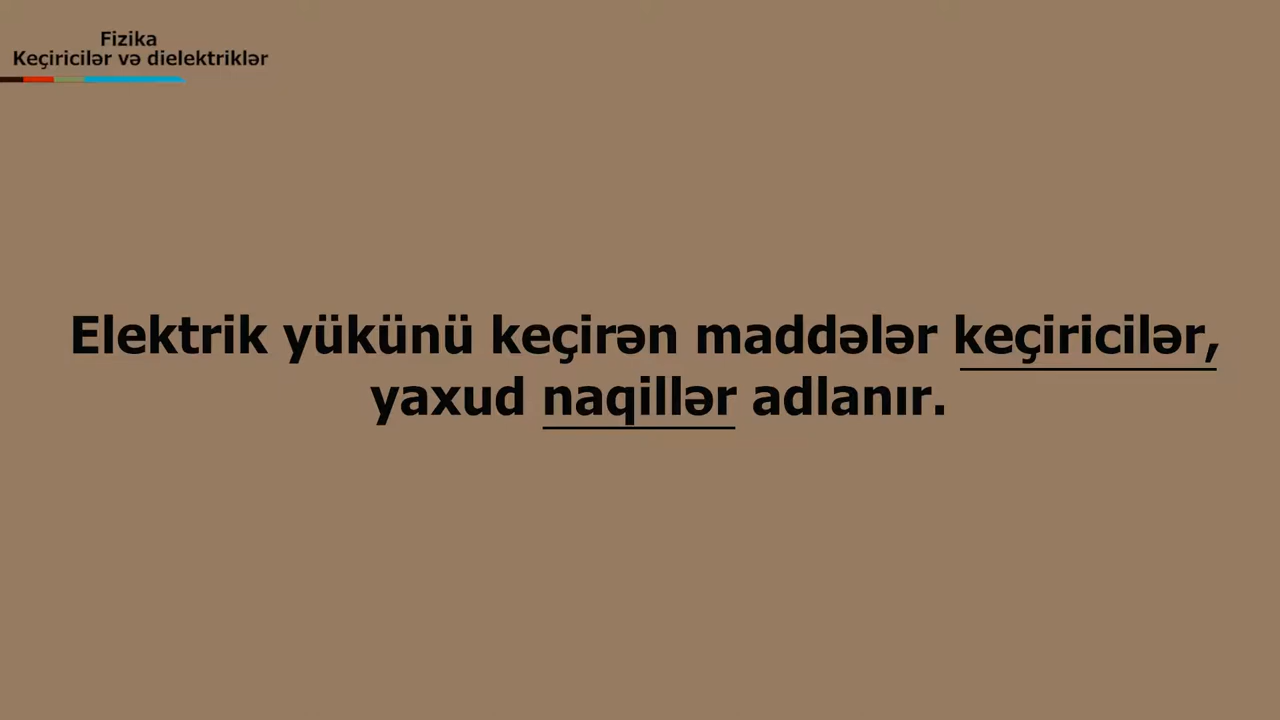 Fizika
Keçiricilər və dielektriklər
Elektrik yükünü keçirən maddələr keçiricilər,
yaxud naqillər adlanır.